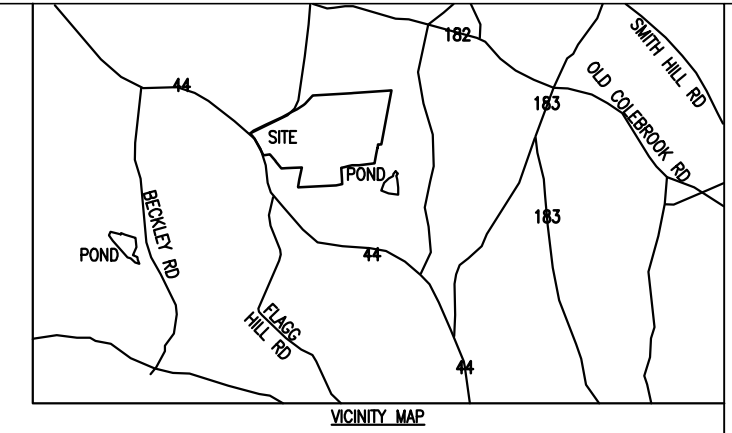 182
SMITH HILL RD
44
OLD COLEBROOK RD
183
SITE
POND
BECKLEY RD
183
POND
44
FLAGG
HILL RD
44
VICINITY MAP